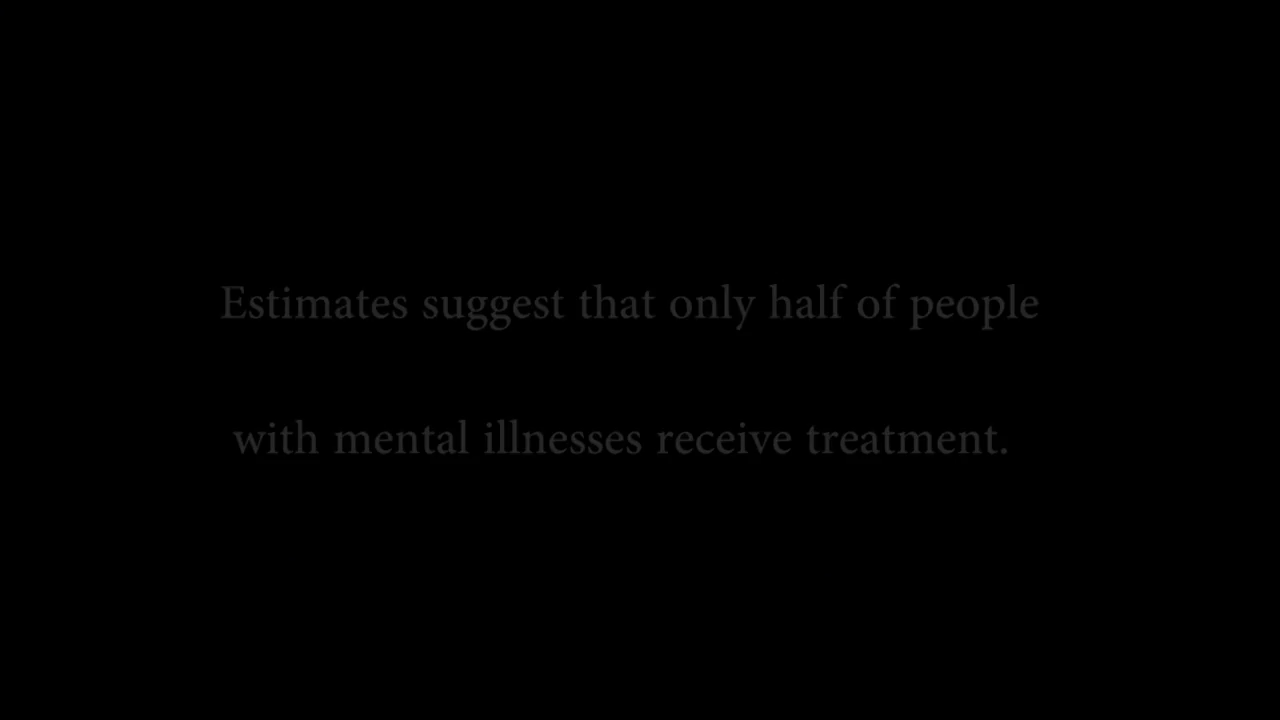 Estimates suggest that only half of people
with mental illnesses receive treatment.